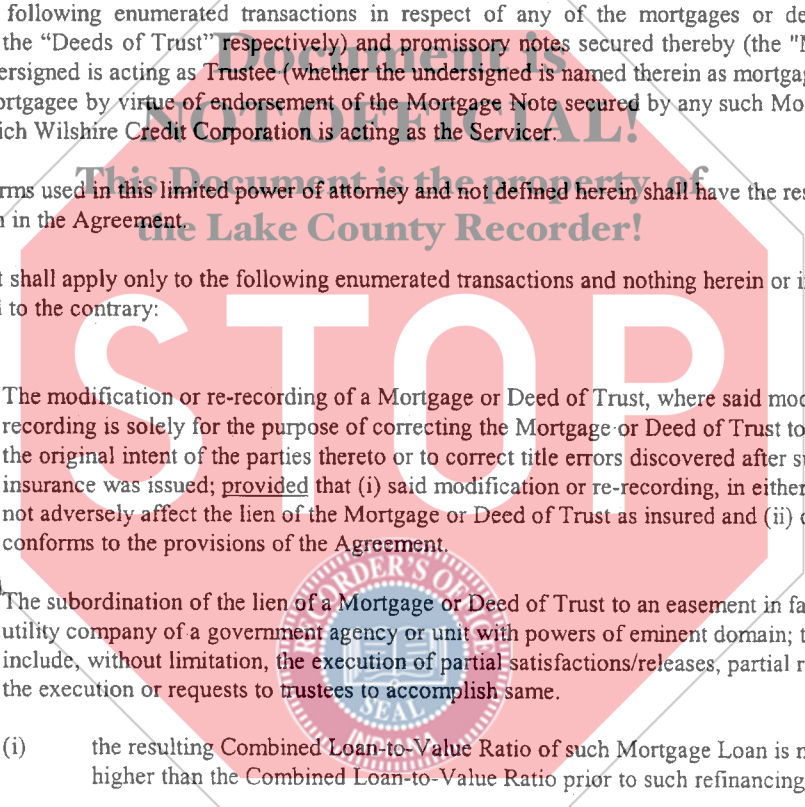 following enumerated transactions in respect of any of the mortgages or de
the “Deeds of Trust” respectively) and promissory notes secured thereby (the "
ersigned is acting as Trustee (whether the undersigned is named therein as mortgag
ortgagee by virtue of endorsement of the Mortgage Note secured by any such Mo
ich Wilshire Credit Corporation is acting as the Servicer.
Document is
NOT OFFICIAL!
This Document is the property of
the Lake County Recorder!
rms used in this limited power of attorney and not defined herein shall have the res
in the Agreement.
t shall apply only to the following enumerated transactions and nothing herein or i
to the contrary:
STOP
The modification or re-recording of a Mortgage or Deed of Trust, where said mod
recording is solely for the purpose of correcting the Mortgage or Deed of Trust to
the original intent of the parties thereto or to correct title errors discovered after s
insurance was issued; provided that (i) said modification or re-recording, in either
not adversely affect the lien of the Mortgage or Deed of Trust as insured and (ii)
conforms to the provisions of the Agreement.
The subordination of the lien of a Mortgage or Deed of Trust to an easement in fa
utility company of a government agency or unit with powers of eminent domain; t
include, without limitation, the execution of partial satisfactions/releases, partial r
the execution or requests to trustees to accomplish same.
RECORDER'S OFFICE
SEAL
INDIANA
(i) the resulting Combined Loan-to-Value Ratio of such Mortgage Loan is n
higher than the Combined Loan-to-Value Ratio prior to such refinancing